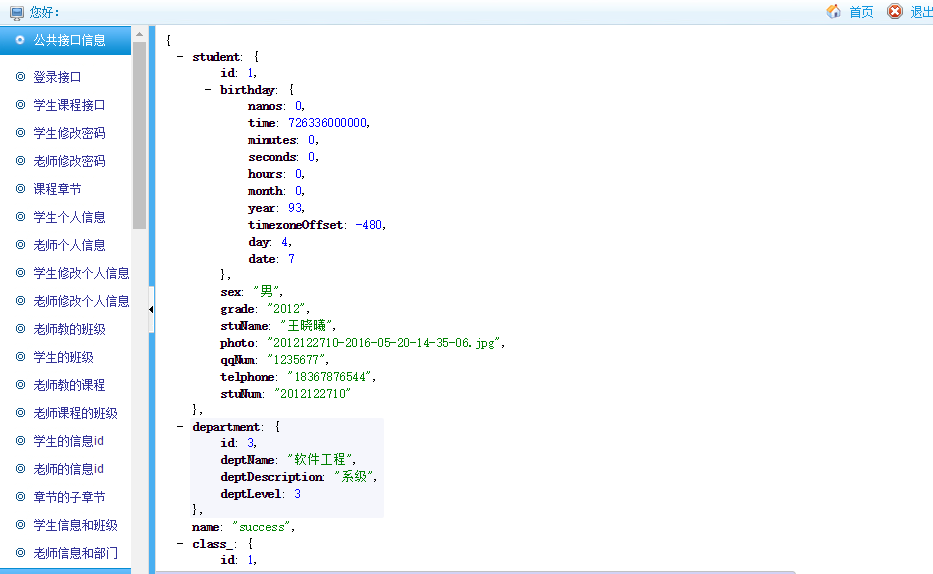 您好:
首页 退出
公共接口信息
登录接口
学生课程接口
学生修改密码
老师修改密码
课程章节
学生个人信息
老师个人信息
学生修改个人信息
老师修改个人信息
老师教的班级
学生的班级
老师教的课程
老师课程的班级
学生的信息id
老师的信息id
章节的子章节
学生信息和班级
老师信息和部门
{
- student: {
id: 1,
- birthday: {
nanos: 0,
time: 726336000000,
minutes: 0,
seconds: 0,
hours: 0,
month: 0,
year: 93,
timezoneOffset: -480,
day: 4,
date: 7
},
sex: "男",
grade: "2012",
stuName: "王晓曦",
photo: "2012122710-2016-05-20-14-35-06.jpg",
qqNum: "1235677",
telphone: "18367876544",
stuNum: "2012122710"
},
- department: {
id: 3,
deptName: "软件工程",
deptDescription: "系级",
deptLevel: 3
},
name: "success",
- class_: {
id: 1,